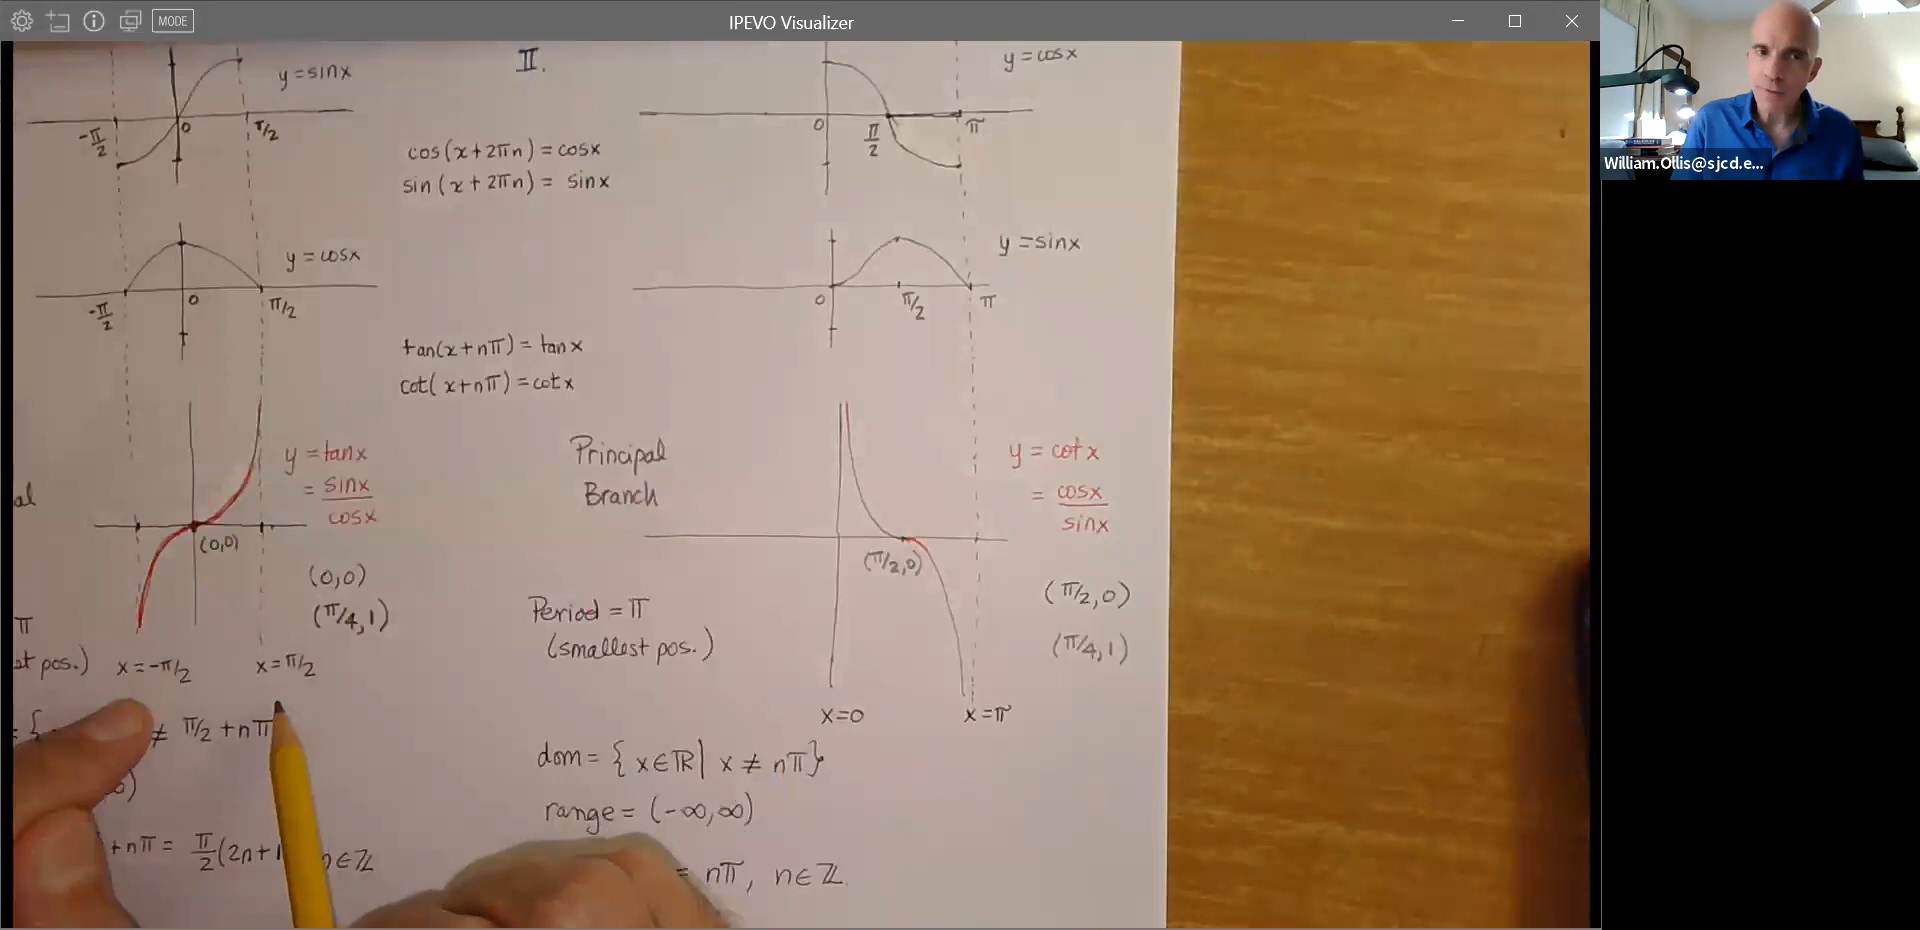 MODE
IPEVO Visualizer
William.Ollis@sjcd.e...
y = sinx
-π/2
0
π/2
II.
cos(x+2πn) = cosx
sin(x+2πn) = sinx
y = cosx
0
π/2
π
y = cosx
-π/2
0
π/2
y = sinx
0
π/2
π
tan(x+nπ) = tanx
cot(x+nπ) = cotx
al
y = tanx
= sinx/cosx
(0,0)
(0,0)
(π/4,1)
π
st pos.)
x = -π/2
x = π/2
Principal
Branch
y = cot x
= cosx/sinx
(π/2,0)
Period = π
(smallest pos.)
(π/2,0)
(π/4,1)
x=0
x=π
= {
≠ π/2 + nπ
∞)
+ nπ = π/2(2n+1
n∈ℤ
dom = {x∈ℝ| x ≠ nπ}
range = (-∞,∞)
= nπ, n∈ℤ.